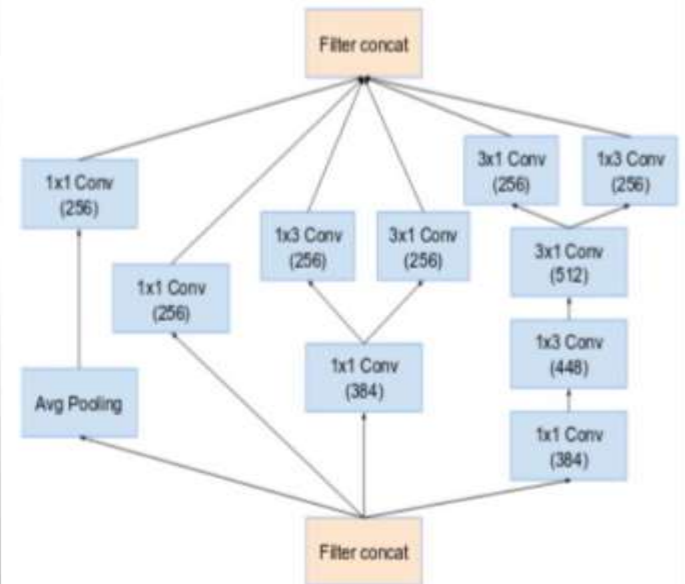 Filter concat
3x1 Conv
(256)
1x3 Conv
(256)
1x1 Conv
(256)
1x3 Conv
(256)
3x1 Conv
(256)
3x1 Conv
(512)
1x1 Conv
(256)
1x3 Conv
(448)
1x1 Conv
(384)
Avg Pooling
1x1 Conv
(384)
Filter concat